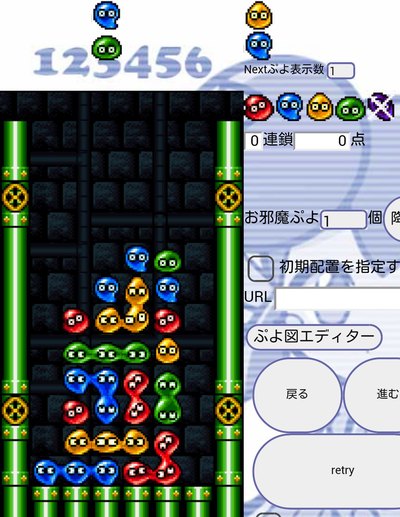 123456
Nextぷよ表示数 1
0 連鎖 0 点
お邪魔ぷよ 1 個
初期配置を指定す
URL
ぷよ図エディター
戻る
進む
retry